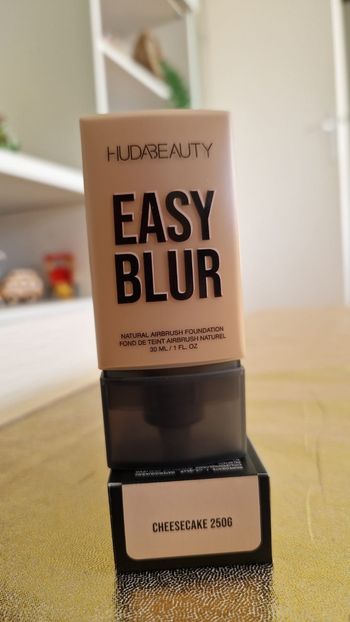 HUDABEAUTY
EASY
BLUR
NATURAL AIRBRUSH FOUNDATION
FOND DE TEINT AIRBRUSH NATUREL
30 ML / 1 FL. OZ
CHEESECAKE 250G